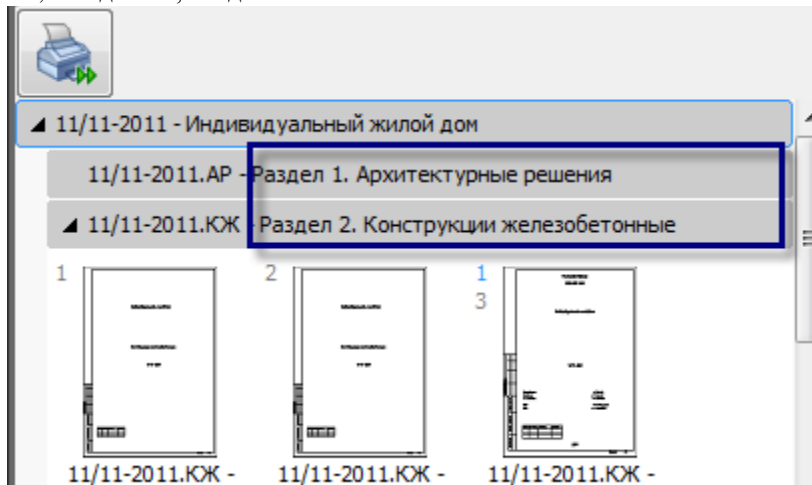 11/11-2011 - Индивидуальный жилой дом
11/11-2011.АР - Раздел 1. Архитектурные решения
11/11-2011.КЖ - Раздел 2. Конструкции железобетонные
1 2 1
3
11/11-2011.КЖ - 11/11-2011.КЖ - 11/11-2011.КЖ -